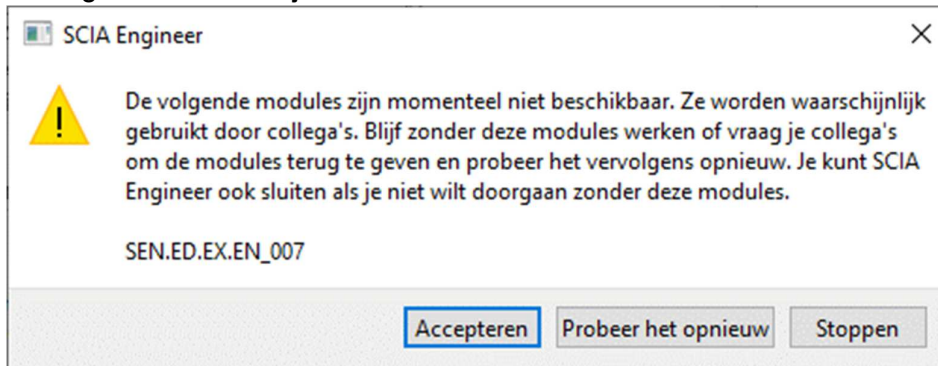 SCIA Engineer
De volgende modules zijn momenteel niet beschikbaar. Ze worden waarschijnlijk
gebruikt door collega's. Blijf zonder deze modules werken of vraag je collega's
om de modules terug te geven en probeer het vervolgens opnieuw. Je kunt SCIA
Engineer ook sluiten als je niet wilt doorgaan zonder deze modules.
SEN.ED.EX.EN_007
Accepteren Probeer het opnieuw Stoppen